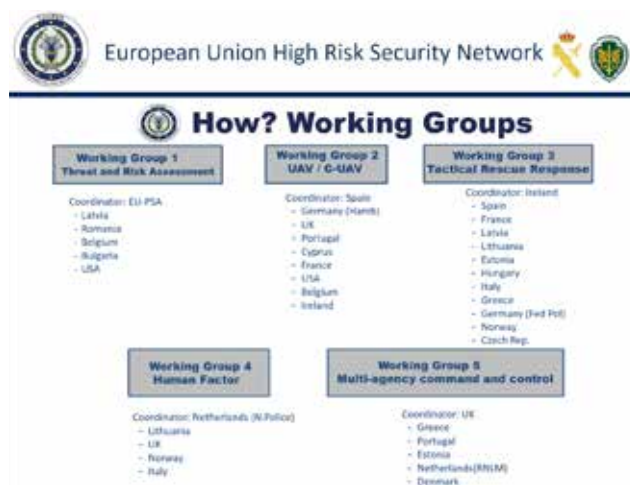 European Union High Risk Security Network
How? Working Groups
Working Group 1
Threat and Risk Assessment
Coordinator: EU-PSA
- Latvia
- Romania
- Belgium
- Bulgaria
- USA
Working Group 2
UAV / C-UAV
Coordinator: Spain
- Germany (Hamb)
- UK
- Portugal
- Cyprus
- France
- USA
- Belgium
- Ireland
Working Group 3
Tactical Rescue Response
Coordinator: Ireland
- Spain
- France
- Latvia
- Lithuania
- Estonia
- Hungary
- Italy
- Greece
- Germany (Fed Pol)
- Norway
- Czech Rep.
Working Group 4
Human Factor
Coordinator: Netherlands (N.Police)
- Lithuania
- UK
- Norway
- Italy
Working Group 5
Multi-agency command and control
Coordinator: UK
- Greece
- Portugal
- Estonia
- Netherlands(RNLM)
- Denmark